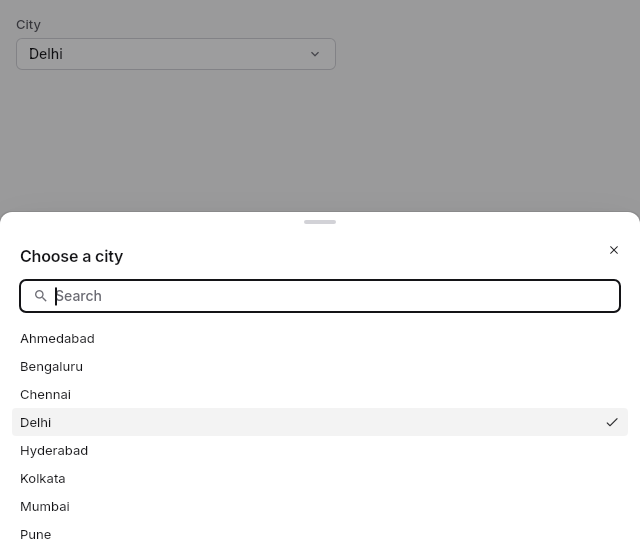 City
Delhi
Choose a city
Search
Ahmedabad
Bengaluru
Chennai
Delhi
Hyderabad
Kolkata
Mumbai
Pune